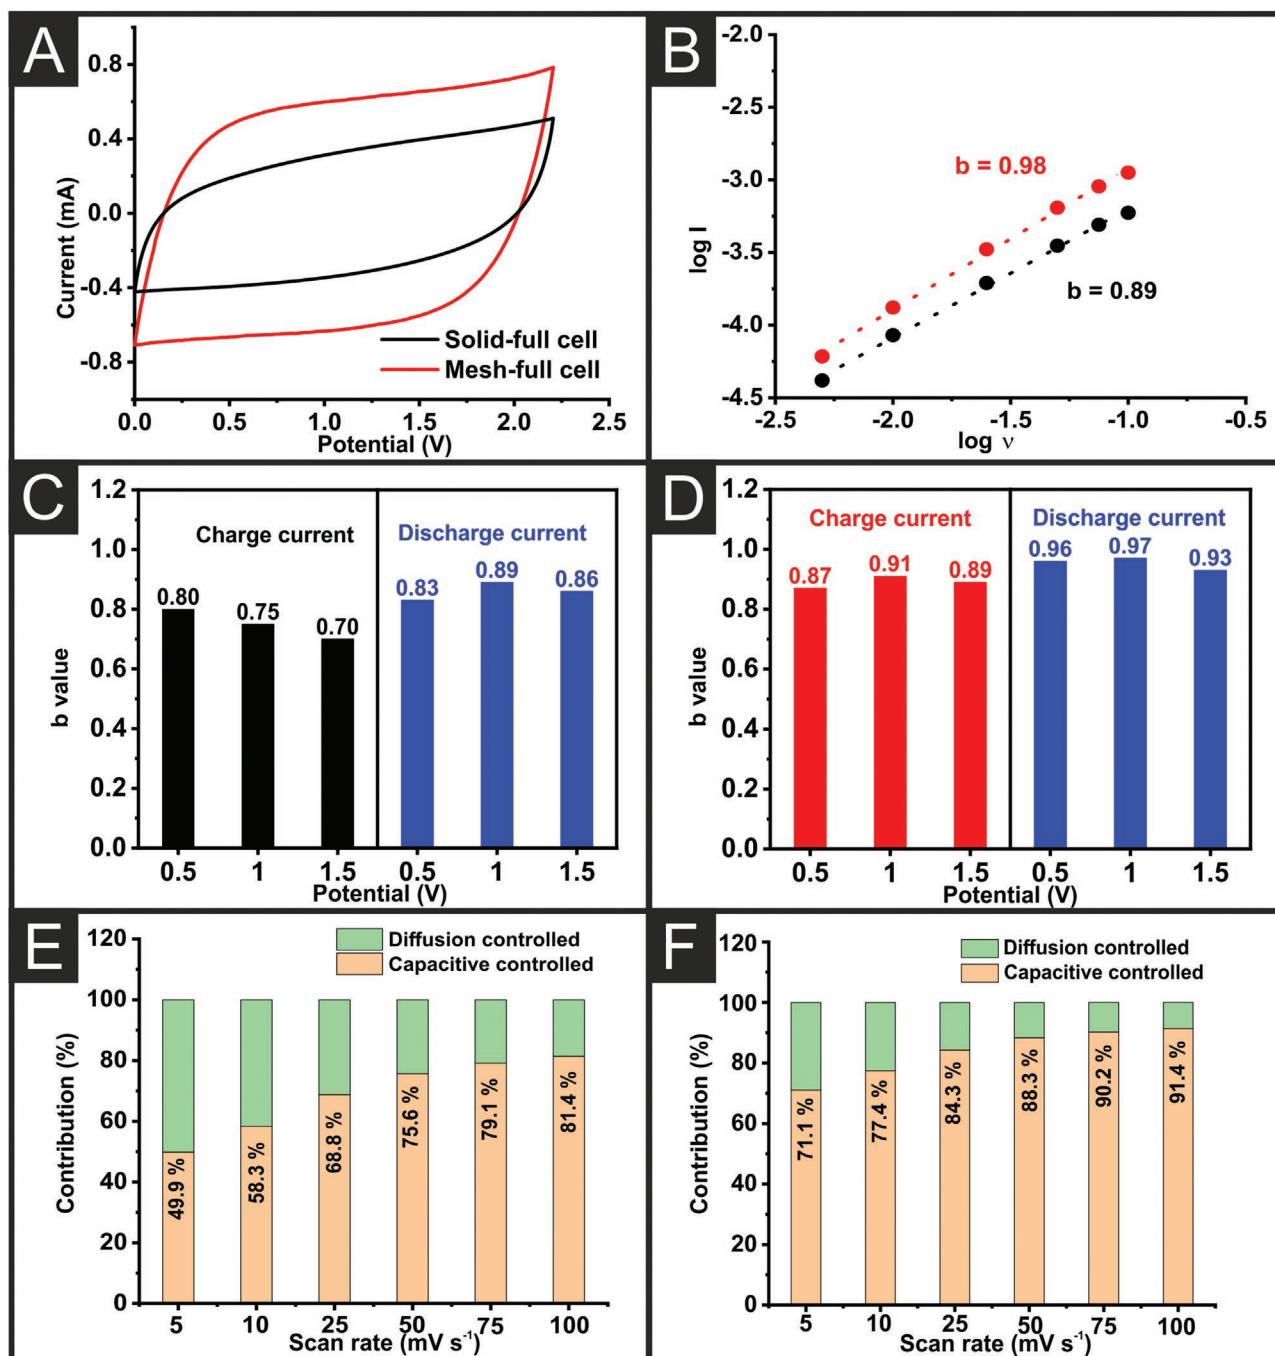 A
0.8
0.4
0.0
-0.4
-0.8
Current (mA)
Solid-full cell
Mesh-full cell
0.0 0.5 1.0 1.5 2.0 2.5
Potential (V)
B
-2.0
-2.5
-3.0
-3.5
-4.0
-4.5
log I
b = 0.98
b = 0.89
-2.5 -2.0 -1.5 -1.0 -0.5
log ν
C
1.2
1.0
0.8
0.6
0.4
0.2
0.0
b value
Charge current Discharge current
0.80 0.75 0.70 0.83 0.89 0.86
0.5 1 1.5 0.5 1 1.5
Potential (V)
D
1.2
1.0
0.8
0.6
0.4
0.2
0.0
b value
Charge current Discharge current
0.87 0.91 0.89 0.96 0.97 0.93
0.5 1 1.5 0.5 1 1.5
Potential (V)
E
120
100
80
60
40
20
0
Contribution (%)
Diffusion controlled
Capacitive controlled
49.9 % 58.3 % 68.8 % 75.6 % 79.1 % 81.4 %
5 10 25 50 75 100
Scan rate (mV s⁻¹)
F
120
100
80
60
40
20
0
Contribution (%)
Diffusion controlled
Capacitive controlled
71.1 % 77.4 % 84.3 % 88.3 % 90.2 % 91.4 %
5 10 25 50 75 100
Scan rate (mV s⁻¹)